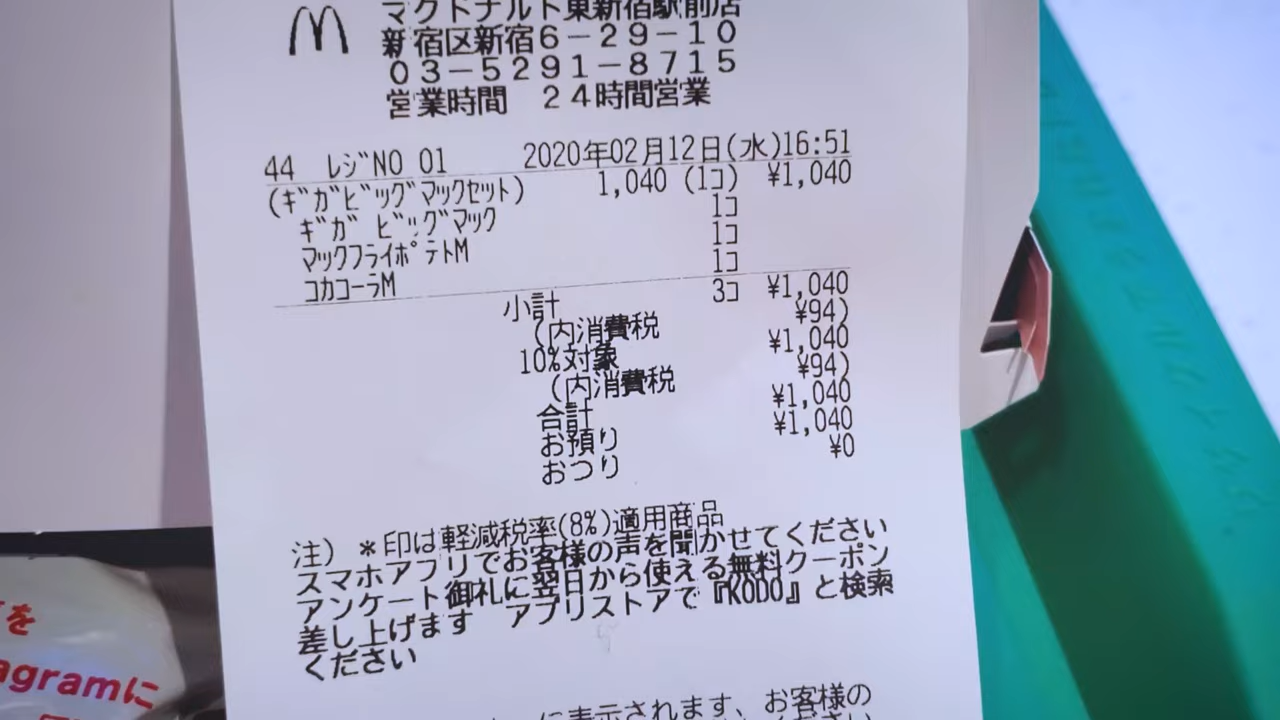 マクドナルド東新宿駅前店
新宿区新宿6-29-10
03-5291-8715
営業時間 24時間営業
44 レジNO 01 2020年02月12日(水)16:51
(ギガビッグマックセット) 1,040 (1コ) ¥1,040
ギガ ビッグマック 1コ
マックフライポテトM 1コ
コカコーラM 1コ
小計 3コ ¥1,040
(内消費税 ¥94)
10%対象 ¥1,040
(内消費税 ¥94)
合計 ¥1,040
お預り ¥1,040
おつり ¥0
注) *印は軽減税率(8%)適用商品
スマホアプリでお客様の声を聞かせてください
アンケート御礼に翌日から使える無料クーポン
差し上げます アプリストアで『KODO』と検索
ください
に表示されます、お客様の
を
agramに